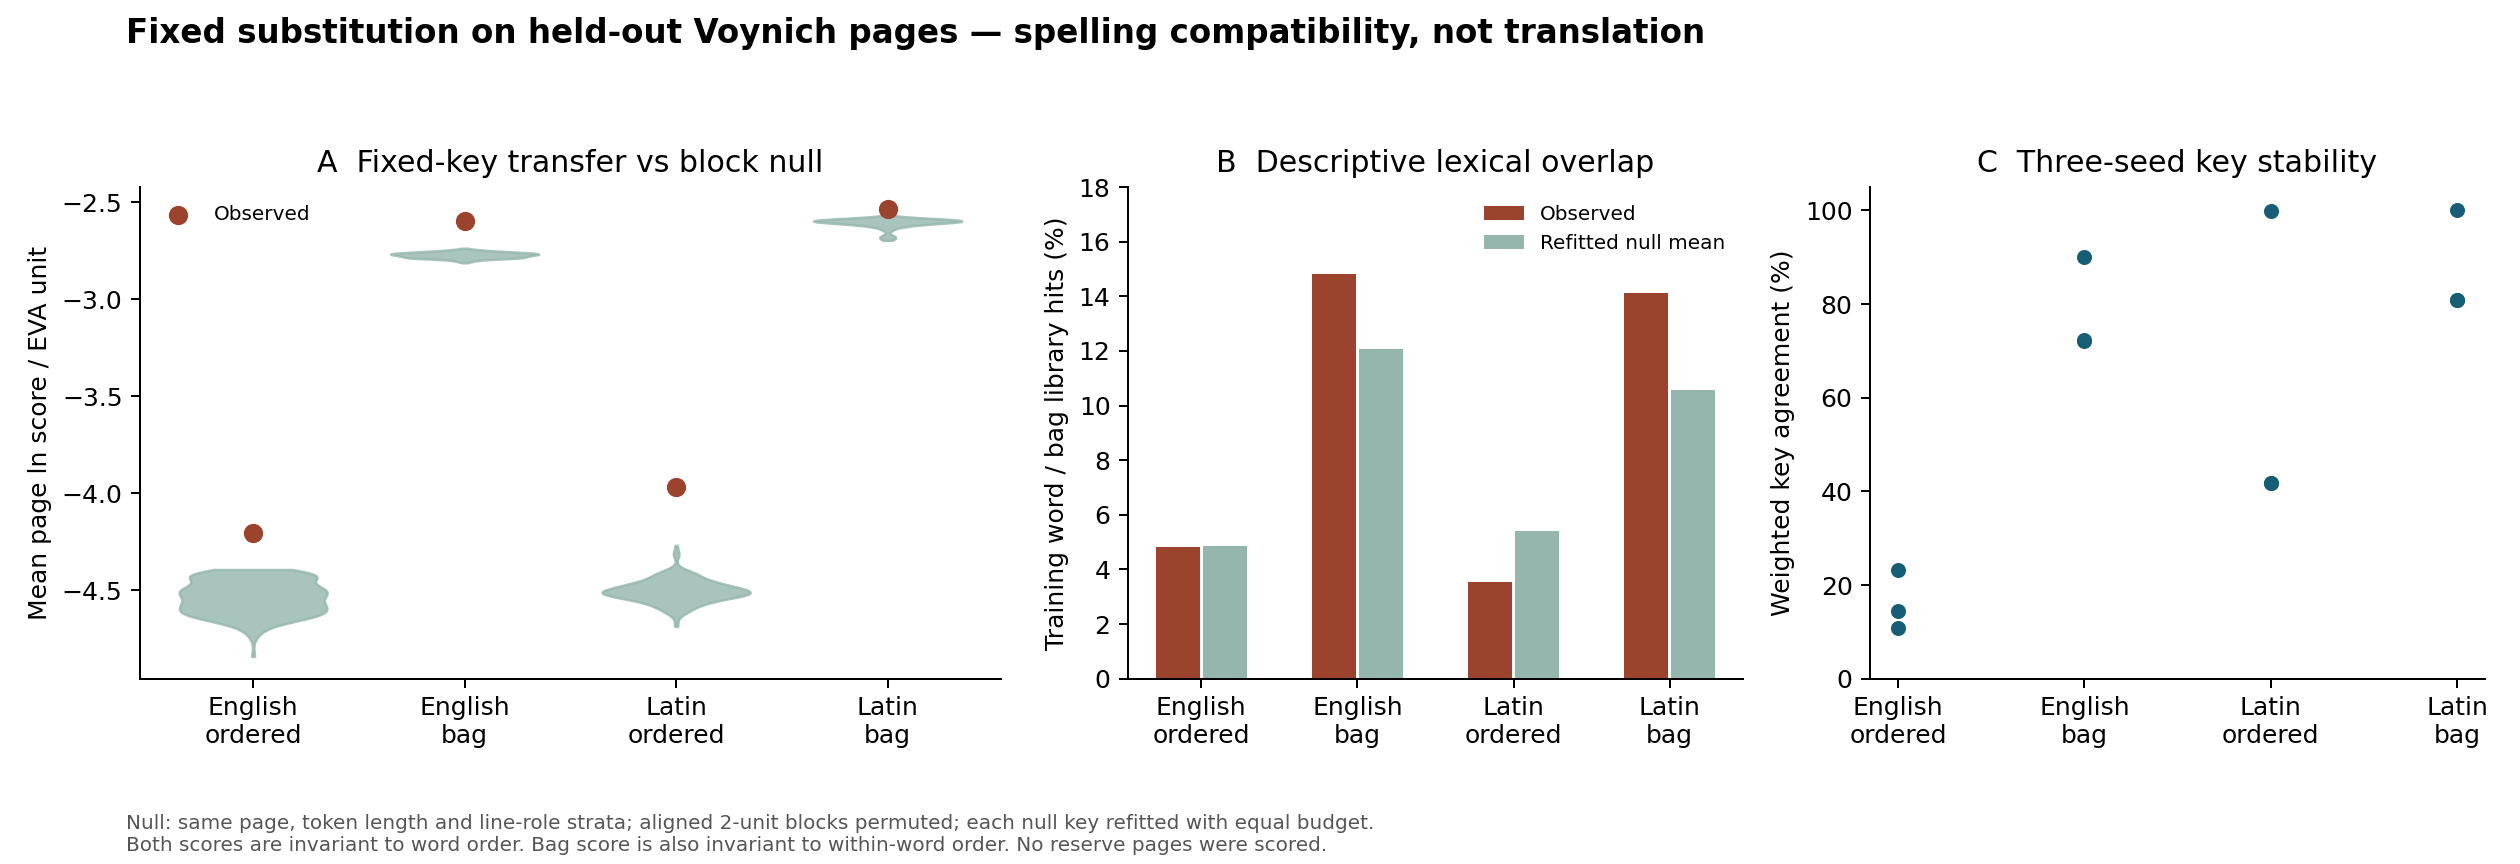 Fixed substitution on held-out Voynich pages — spelling compatibility, not translation
A Fixed-key transfer vs block null
Mean page ln score / EVA unit
−2.5
−3.0
−3.5
−4.0
−4.5
Observed
English
ordered
English
bag
Latin
ordered
Latin
bag
B Descriptive lexical overlap
Training word / bag library hits (%)
18
16
14
12
10
8
6
4
2
0
Observed
Refitted null mean
English
ordered
English
bag
Latin
ordered
Latin
bag
C Three-seed key stability
Weighted key agreement (%)
100
80
60
40
20
0
English
ordered
English
bag
Latin
ordered
Latin
bag
Null: same page, token length and line-role strata; aligned 2-unit blocks permuted; each null key refitted with equal budget.
Both scores are invariant to word order. Bag score is also invariant to within-word order. No reserve pages were scored.